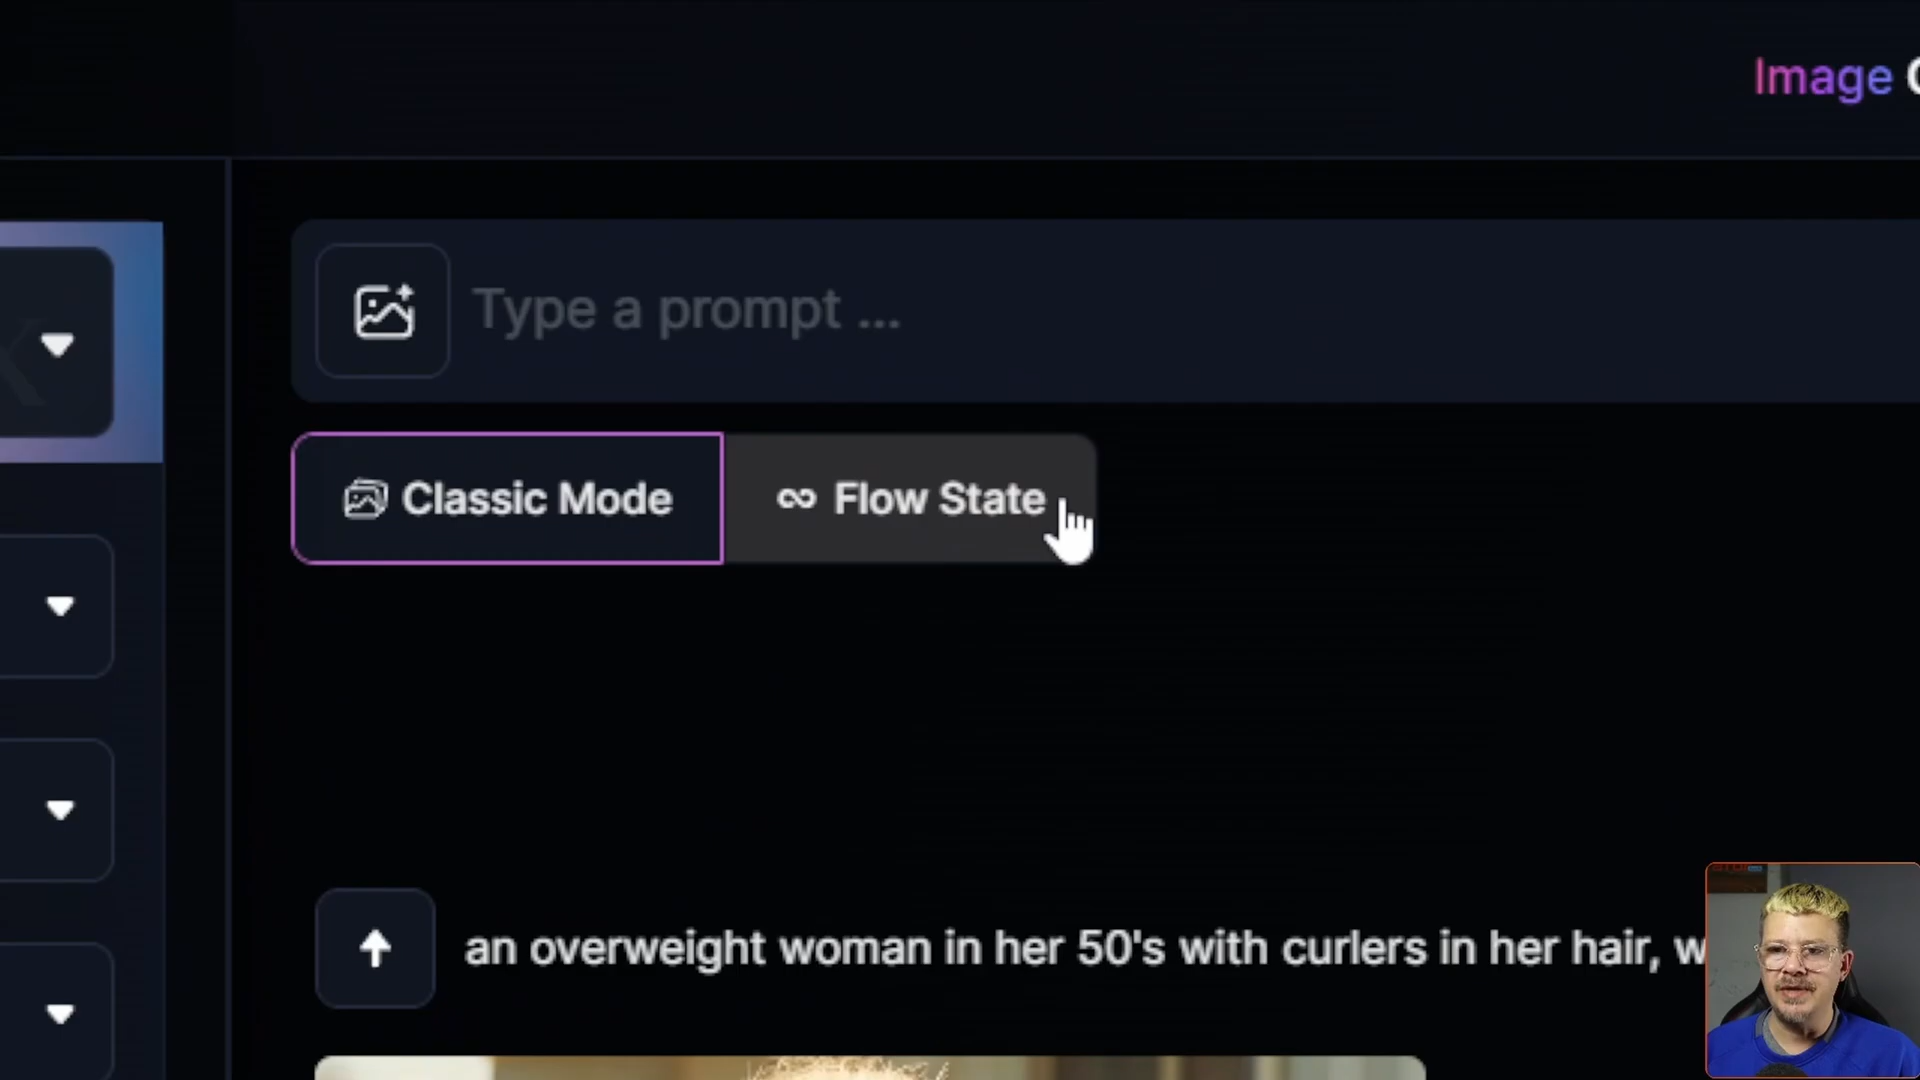 Image
Type a prompt ...
Classic Mode
Flow State
an overweight woman in her 50's with curlers in her hair, w